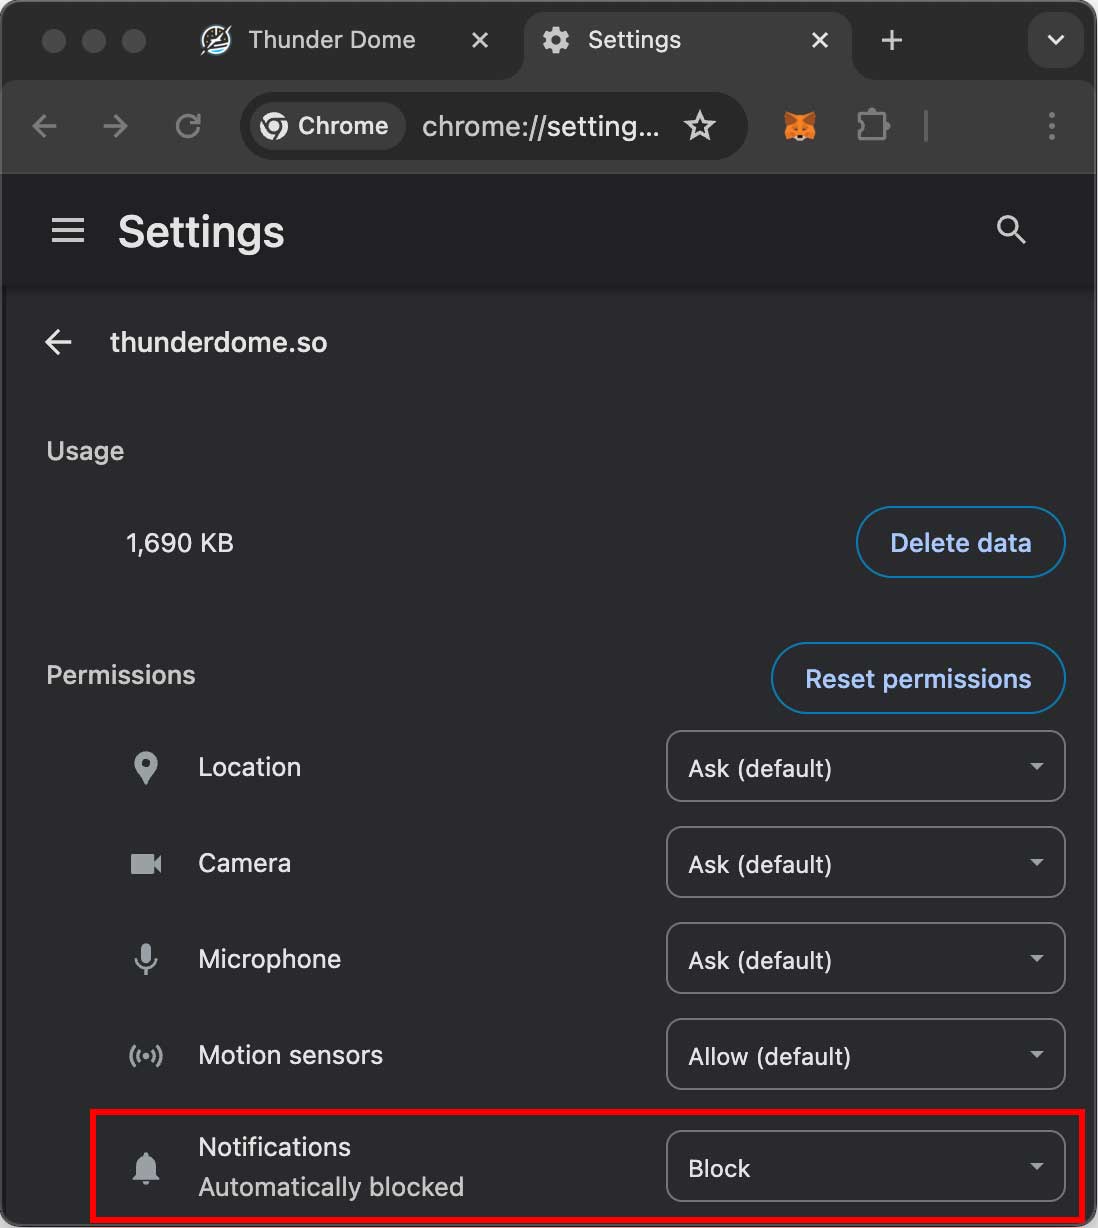 Thunder Dome
Settings
Chrome
chrome://setting...
Settings
thunderdome.so
Usage
1,690 KB
Delete data
Permissions
Reset permissions
Location
Ask (default)
Camera
Ask (default)
Microphone
Ask (default)
Motion sensors
Allow (default)
Notifications
Automatically blocked
Block